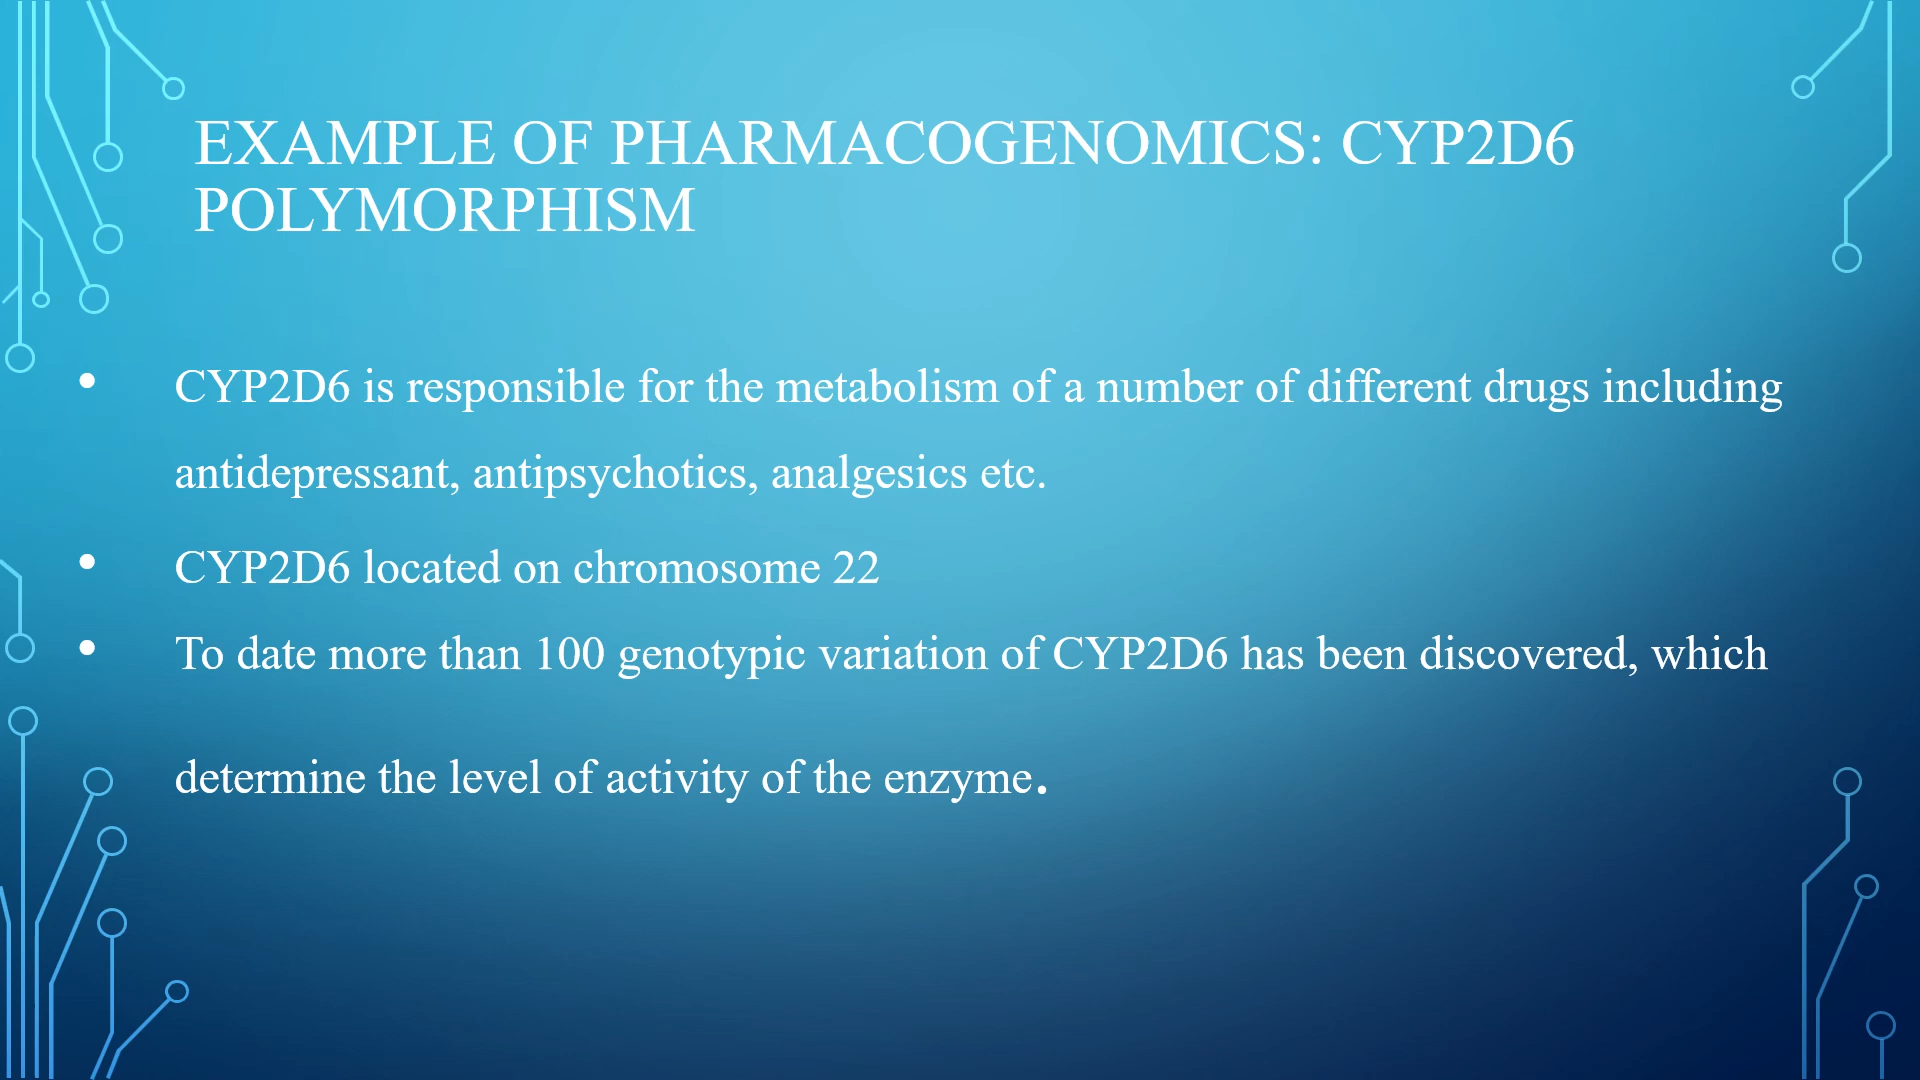 EXAMPLE OF PHARMACOGENOMICS: CYP2D6
POLYMORPHISM
• CYP2D6 is responsible for the metabolism of a number of different drugs including
antidepressant, antipsychotics, analgesics etc.
• CYP2D6 located on chromosome 22
• To date more than 100 genotypic variation of CYP2D6 has been discovered, which
determine the level of activity of the enzyme.